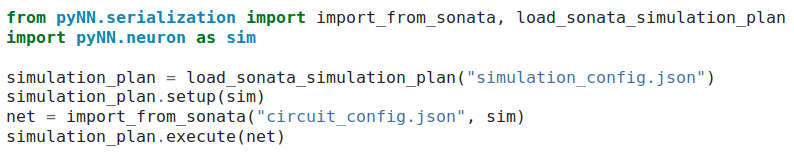 from pyNN.serialization import import_from_sonata, load_sonata_simulation_plan
import pyNN.neuron as sim

simulation_plan = load_sonata_simulation_plan("simulation_config.json")
simulation_plan.setup(sim)
net = import_from_sonata("circuit_config.json", sim)
simulation_plan.execute(net)